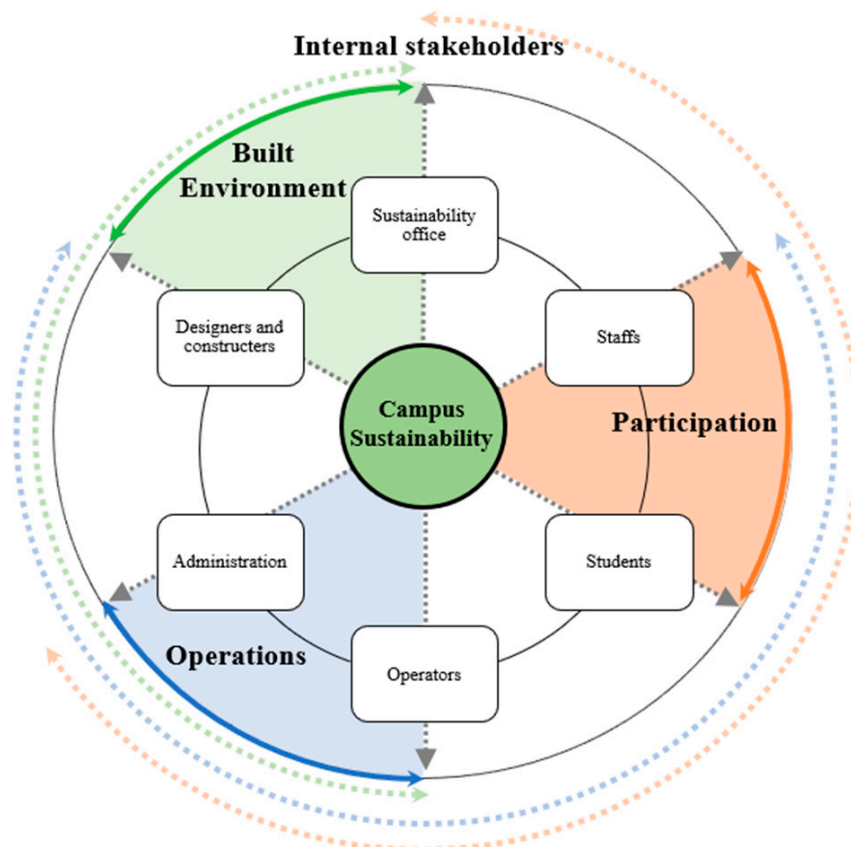 Internal stakeholders
Built
Environment
Sustainability
office
Designers and
constructers
Staffs
Campus
Sustainability
Participation
Administration
Students
Operations
Operators